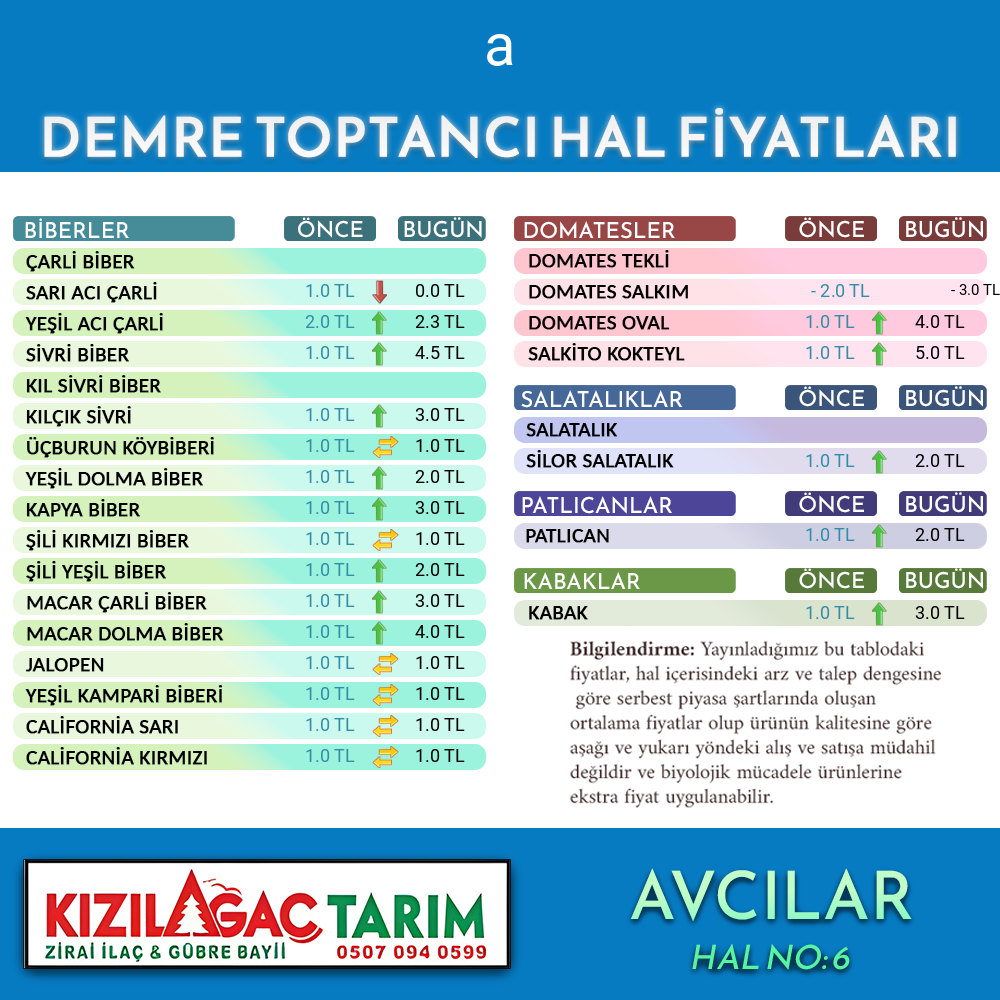 a
DEMRE TOPTANCI HAL FİYATLARI
BİBERLER ÖNCE BUGÜN
ÇARLİ BİBER
SARI ACI ÇARLİ 1.0 TL 0.0 TL
YEŞİL ACI ÇARLİ 2.0 TL 2.3 TL
SİVRİ BİBER 1.0 TL 4.5 TL
KIL SİVRİ BİBER
KILÇIK SİVRİ 1.0 TL 3.0 TL
ÜÇBURUN KÖYBİBERİ 1.0 TL 1.0 TL
YEŞİL DOLMA BİBER 1.0 TL 2.0 TL
KAPYA BİBER 1.0 TL 3.0 TL
ŞİLİ KIRMIZI BİBER 1.0 TL 1.0 TL
ŞİLİ YEŞİL BİBER 1.0 TL 2.0 TL
MACAR ÇARLİ BİBER 1.0 TL 3.0 TL
MACAR DOLMA BİBER 1.0 TL 4.0 TL
JALOPEN 1.0 TL 1.0 TL
YEŞİL KAMPARİ BİBERİ 1.0 TL 1.0 TL
CALİFORNİA SARI 1.0 TL 1.0 TL
CALİFORNİA KIRMIZI 1.0 TL 1.0 TL
DOMATESLER ÖNCE BUGÜN
DOMATES TEKLİ
DOMATES SALKIM - 2.0 TL - 3.0 TL
DOMATES OVAL 1.0 TL 4.0 TL
SALKİTO KOKTEYL 1.0 TL 5.0 TL
SALATALIKLAR ÖNCE BUGÜN
SALATALIK
SİLOR SALATALIK 1.0 TL 2.0 TL
PATLICANLAR ÖNCE BUGÜN
PATLICAN 1.0 TL 2.0 TL
KABAKLAR ÖNCE BUGÜN
KABAK 1.0 TL 3.0 TL
Bilgilendirme: Yayınladığımız bu tablodaki
fiyatlar, hal içerisindeki arz ve talep dengesine
göre serbest piyasa şartlarında oluşan
ortalama fiyatlar olup ürünün kalitesine göre
aşağı ve yukarı yöndeki alış ve satışa müdahil
değildir ve biyolojik mücadele ürünlerine
ekstra fiyat uygulanabilir.
KIZILAGAÇ TARIM
ZİRAİ İLAÇ & GÜBRE BAYİİ 0507 094 0599
AVCILAR
HAL NO:6